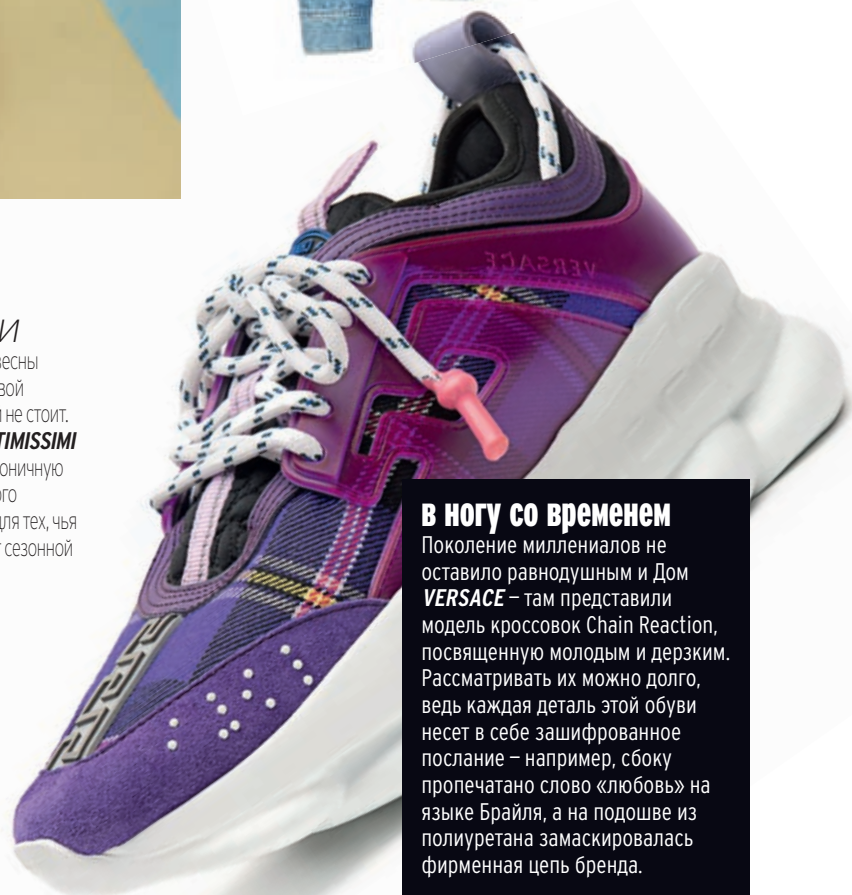 И
весны
вой
и не стоит.
TIMISSIMI
оничную
ого
для тех, чья
т сезонной
VERSACE
в ногу со временем
Поколение миллениалов не
оставило равнодушным и Дом
VERSACE – там представили
модель кроссовок Chain Reaction,
посвященную молодым и дерзким.
Рассматривать их можно долго,
ведь каждая деталь этой обуви
несет в себе зашифрованное
послание – например, сбоку
пропечатано слово «любовь» на
языке Брайля, а на подошве из
полиуретана замаскировалась
фирменная цепь бренда.